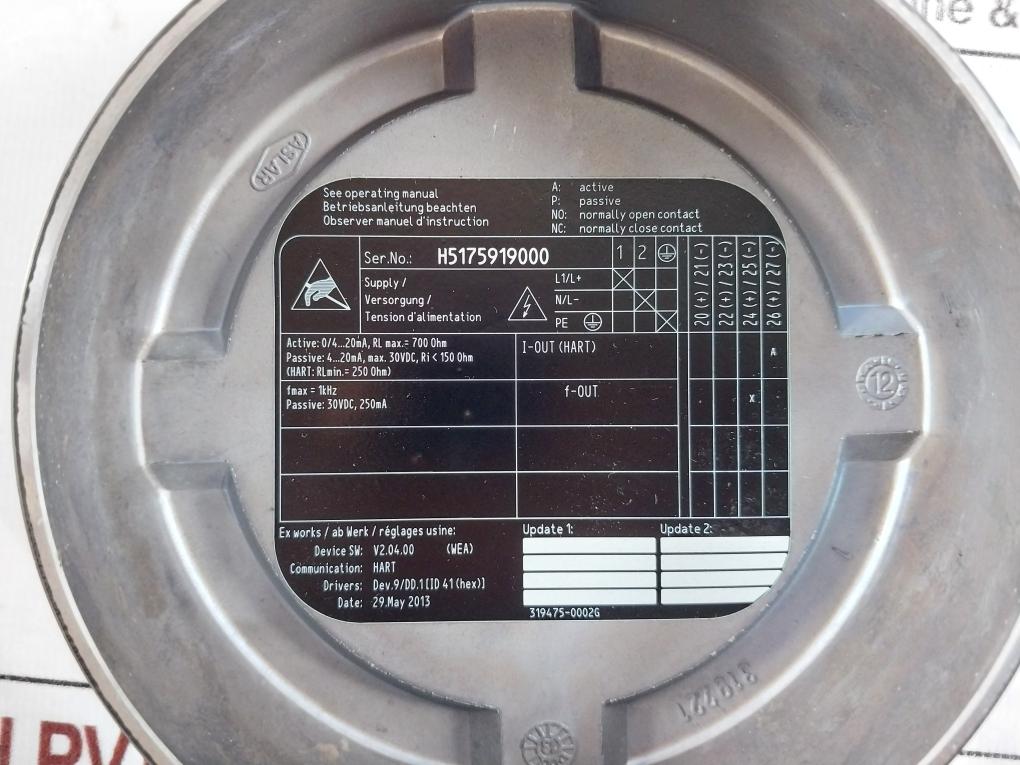 ne &
ASLAR
See operating manual
Betriebsanleitung beachten
Observer manuel d'instruction
A: active
P: passive
NO: normally open contact
NC: normally close contact
Ser.No.: H5175919000
1 2
Supply /
Versorgung /
Tension d'alimentation
L1/L+
N/L-
PE
20 (+) / 21 (-)
22 (+) / 23 (-)
24 (+) / 25 (-)
26 (+) / 27 (-)
Active: 0/4...20mA, RL max.= 700 Ohm
Passive: 4...20mA, max. 30VDC, Ri < 150 Ohm
(HART: RLmin.= 250 Ohm)
I-OUT (HART)
A
fmax = 1kHz
Passive: 30VDC, 250mA
f-OUT
x
12
Ex works / ab Werk / réglages usine:
Device SW: V2.04.00 (WEA)
Communication: HART
Drivers: Dev.9/DD.1 [ID 41 (hex)]
Date: 29.May 2013
Update 1:
Update 2:
319475-0002G